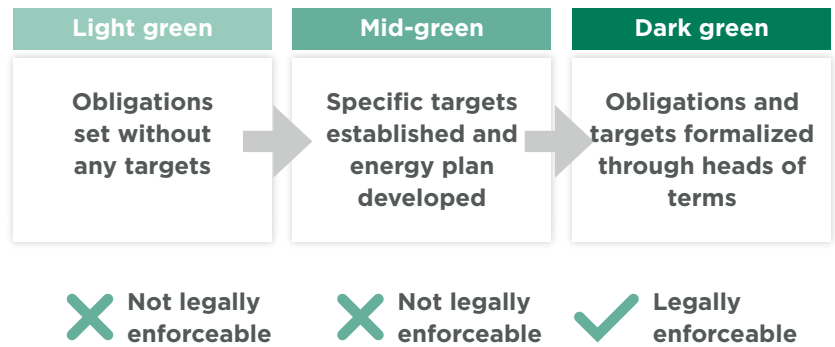 Light green
Obligations
set without
any targets
Mid-green
Specific targets
established and
energy plan
developed
Dark green
Obligations and
targets formalized
through heads of
terms
Not legally
enforceable
Not legally
enforceable
Legally
enforceable